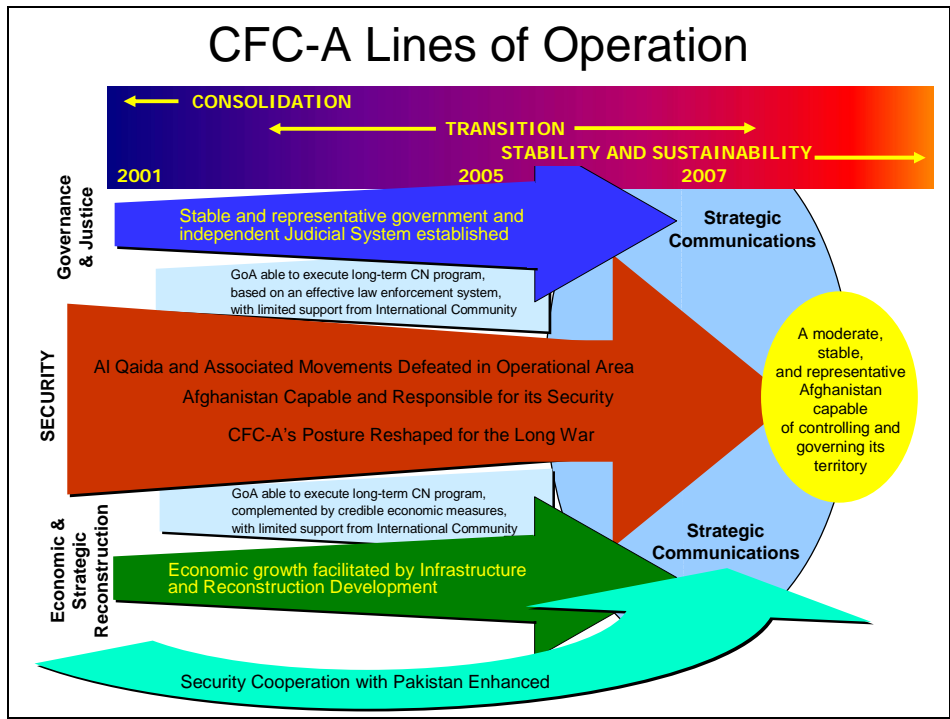 CFC-A Lines of Operation
CONSOLIDATION
TRANSITION
STABILITY AND SUSTAINABILITY
2001
2005
2007
Governance
& Justice
Stable and representative government and
independent Judicial System established
Strategic
Communications
GoA able to execute long-term CN program,
based on an effective law enforcement system,
with limited support from International Community
SECURITY
Al Qaida and Associated Movements Defeated in Operational Area
Afghanistan Capable and Responsible for its Security
CFC-A's Posture Reshaped for the Long War
A moderate,
stable,
and representative
Afghanistan
capable
of controlling and
governing its
territory
GoA able to execute long-term CN program,
complemented by credible economic measures,
with limited support from International Community
Strategic
Communications
Economic &
Strategic
Reconstruction
Economic growth facilitated by Infrastructure
and Reconstruction Development
Security Cooperation with Pakistan Enhanced